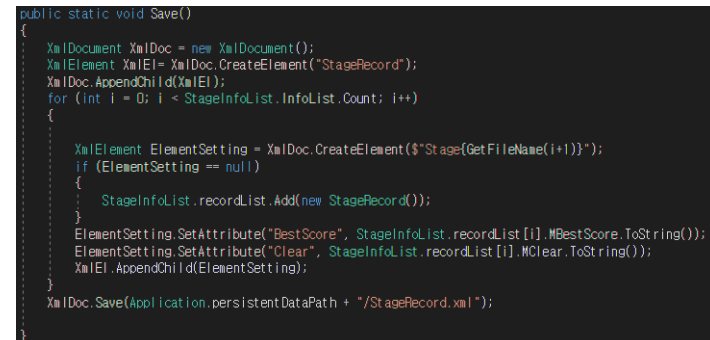 public static void Save()
{
XmlDocument XmlDoc = new XmlDocument();
XmlElement XmlEl= XmlDoc.CreateElement("StageRecord");
XmlDoc.AppendChild(XmlEl);
for (int i = 0; i < StageInfoList.InfoList.Count; i++)
{
XmlElement ElementSetting = XmlDoc.CreateElement($"Stage{GetFileName(i+1)}");
if (ElementSetting == null)
{
StageInfoList.recordList.Add(new StageRecord());
}
ElementSetting.SetAttribute("BestScore", StageInfoList.recordList[i].MBestScore.ToString());
ElementSetting.SetAttribute("Clear", StageInfoList.recordList[i].MClear.ToString());
XmlEl.AppendChild(ElementSetting);
}
XmlDoc.Save(Application.persistentDataPath + "/StageRecord.xml");
}